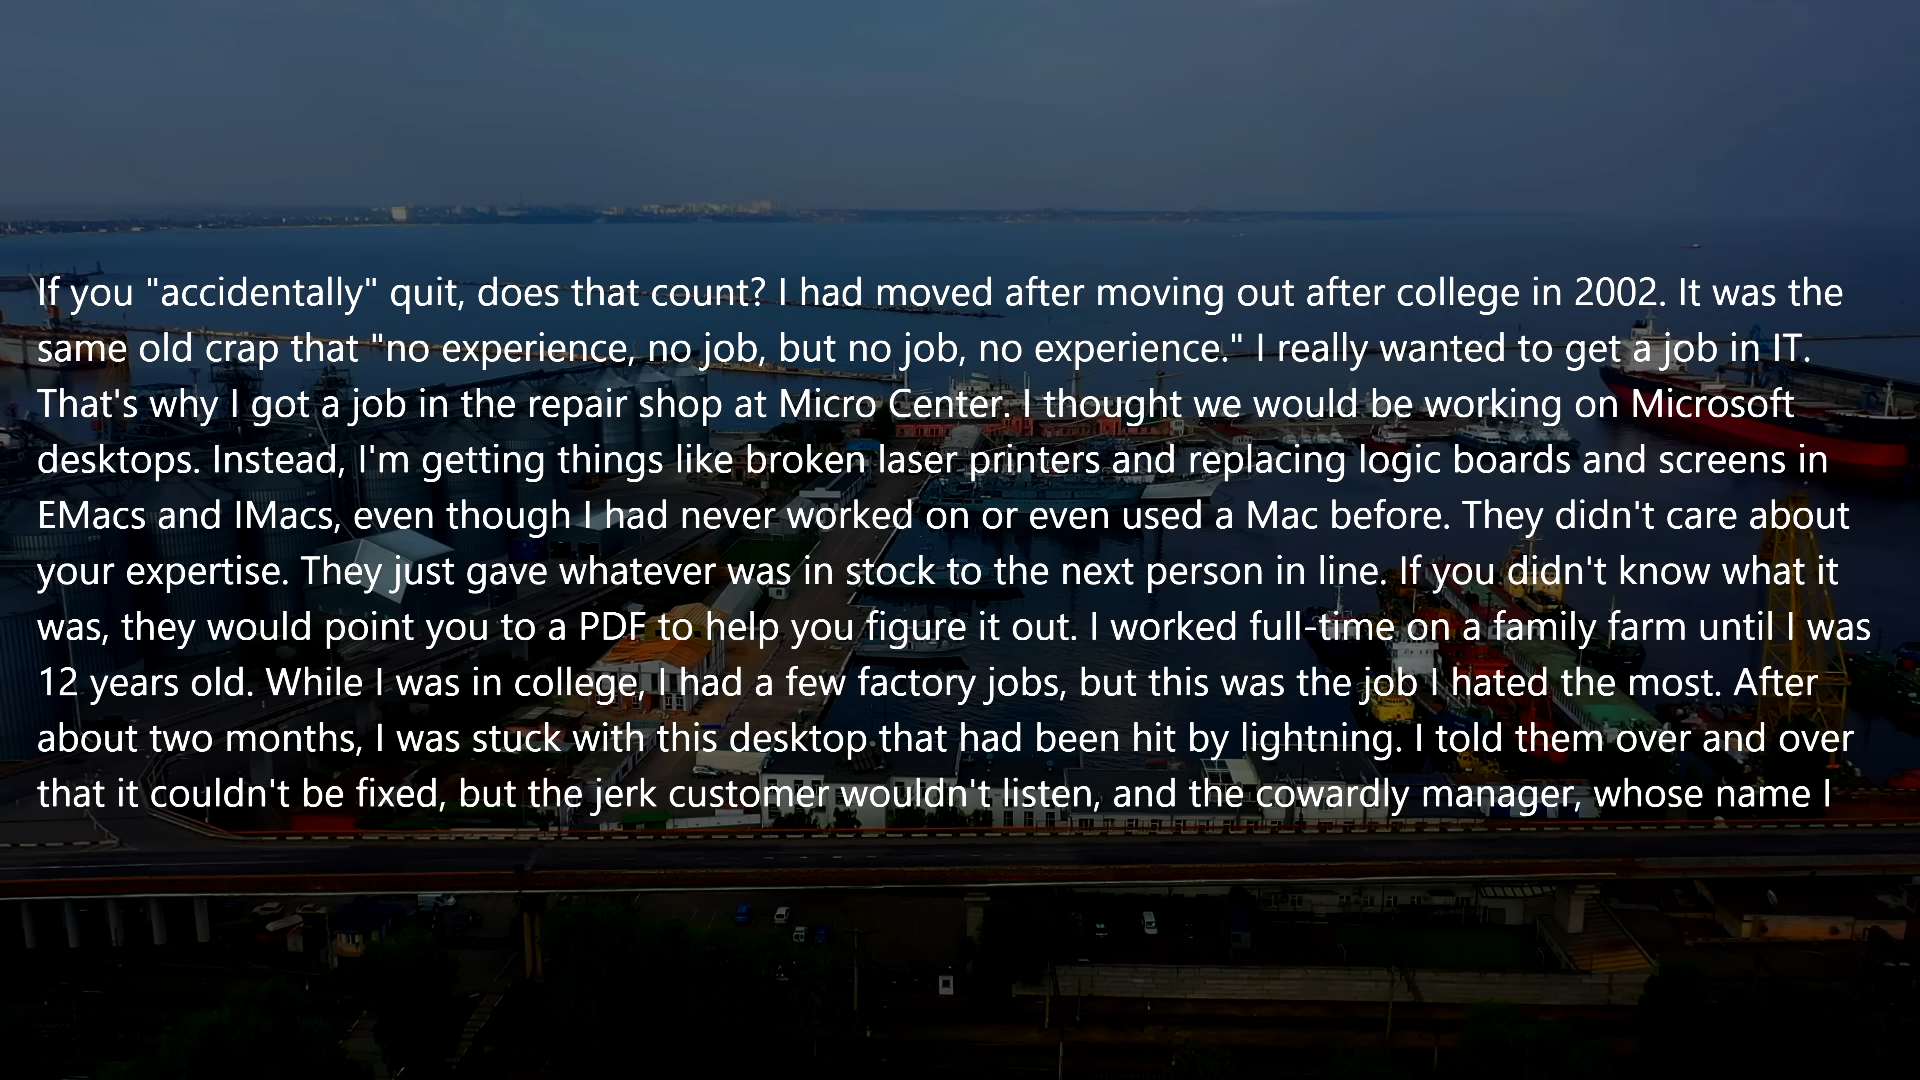 If you "accidentally" quit, does that count? I had moved after moving out after college in 2002. It was the
same old crap that "no experience, no job, but no job, no experience." I really wanted to get a job in IT.
That's why I got a job in the repair shop at Micro Center. I thought we would be working on Microsoft
desktops. Instead, I'm getting things like broken laser printers and replacing logic boards and screens in
EMacs and IMacs, even though I had never worked on or even used a Mac before. They didn't care about
your expertise. They just gave whatever was in stock to the next person in line. If you didn't know what it
was, they would point you to a PDF to help you figure it out. I worked full-time on a family farm until I was
12 years old. While I was in college, I had a few factory jobs, but this was the job I hated the most. After
about two months, I was stuck with this desktop that had been hit by lightning. I told them over and over
that it couldn't be fixed, but the jerk customer wouldn't listen, and the cowardly manager, whose name I